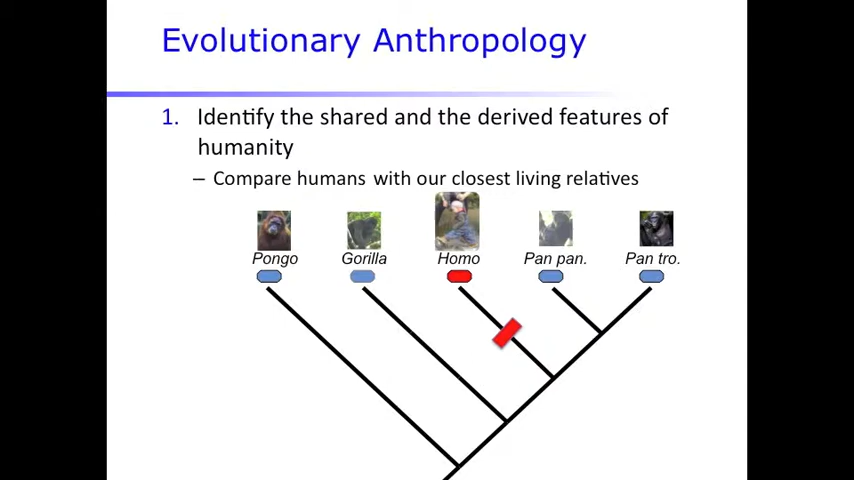 Evolutionary Anthropology
1. Identify the shared and the derived features of
humanity
– Compare humans with our closest living relatives
Pongo Gorilla Homo Pan pan. Pan tro.